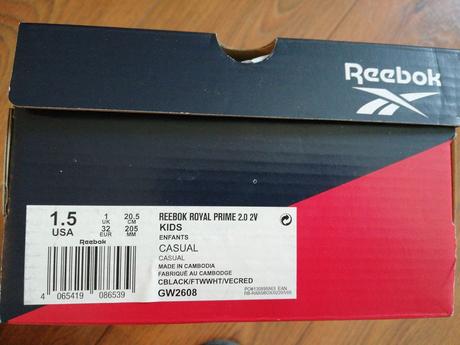 Reebok
1.5 1 20.5 REEBOK ROYAL PRIME 2.0 2V
UK CM KIDS
USA 32 205 ENFANTS
EUR MM CASUAL
Reebok CASUAL
MADE IN CAMBODIA
FABRIQUÉ AU CAMBODGE
CBLACK/FTWWHT/VECRED
4 065419 086539 GW2608